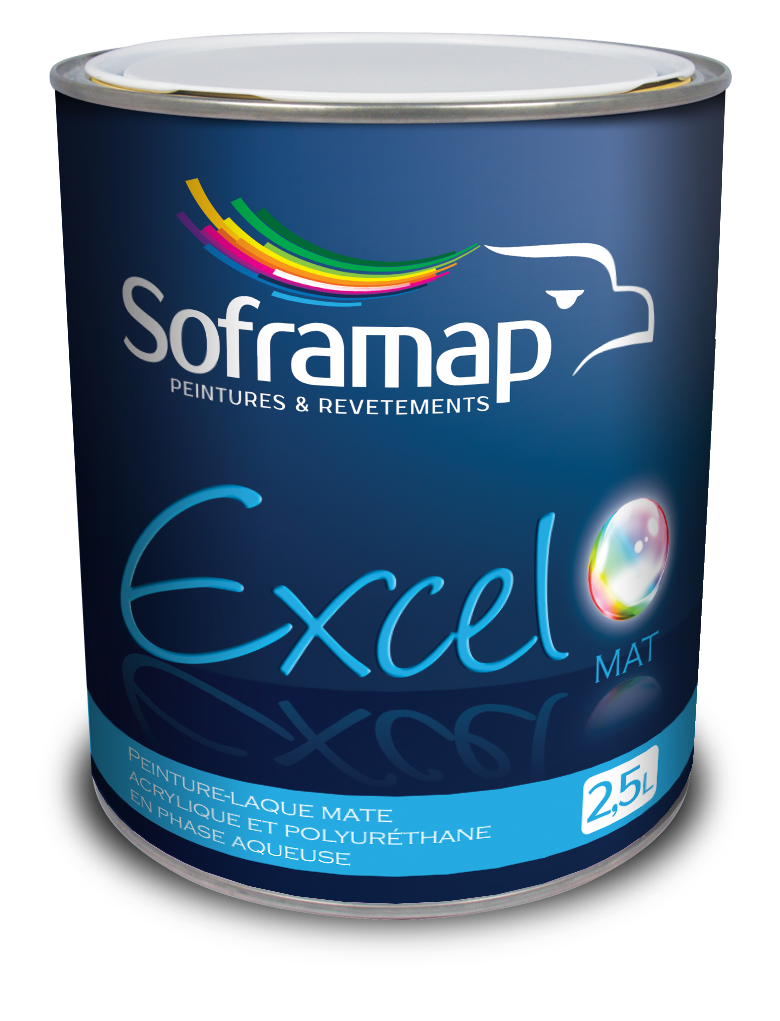 Soframap
PEINTURES & REVETEMENTS
Excel
MAT
2,5L
PEINTURE-LAQUE MATE
ACRYLIQUE ET POLYURÉTHANE
EN PHASE AQUEUSE